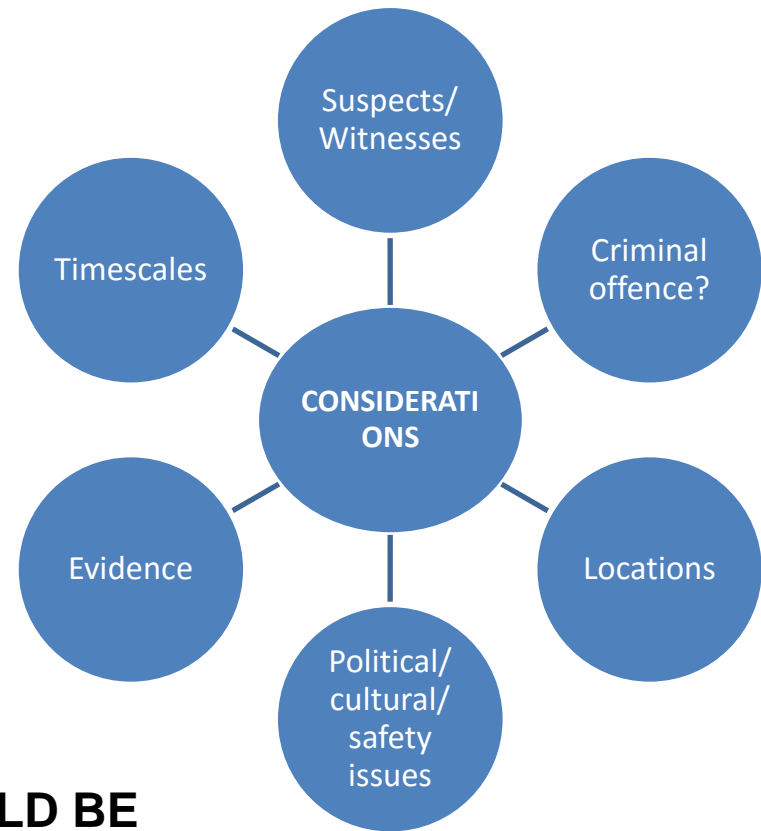 Suspects/
Witnesses
Criminal
offence?
Timescales
CONSIDERATI
ONS
Evidence
Locations
Political/
cultural/
safety
issues
LD BE